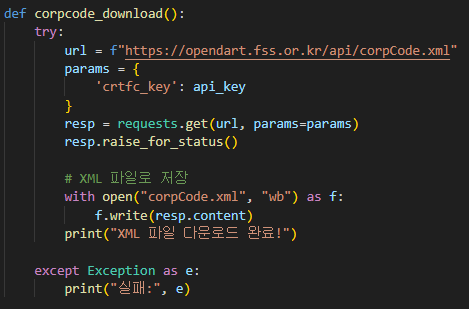 def corpcode_download():
    try:
        url = f"https://opendart.fss.or.kr/api/corpCode.xml"
        params = {
            'crtfc_key': api_key
        }
        resp = requests.get(url, params=params)
        resp.raise_for_status()

        # XML 파일로 저장
        with open("corpCode.xml", "wb") as f:
            f.write(resp.content)
        print("XML 파일 다운로드 완료!")

    except Exception as e:
        print("실패:", e)